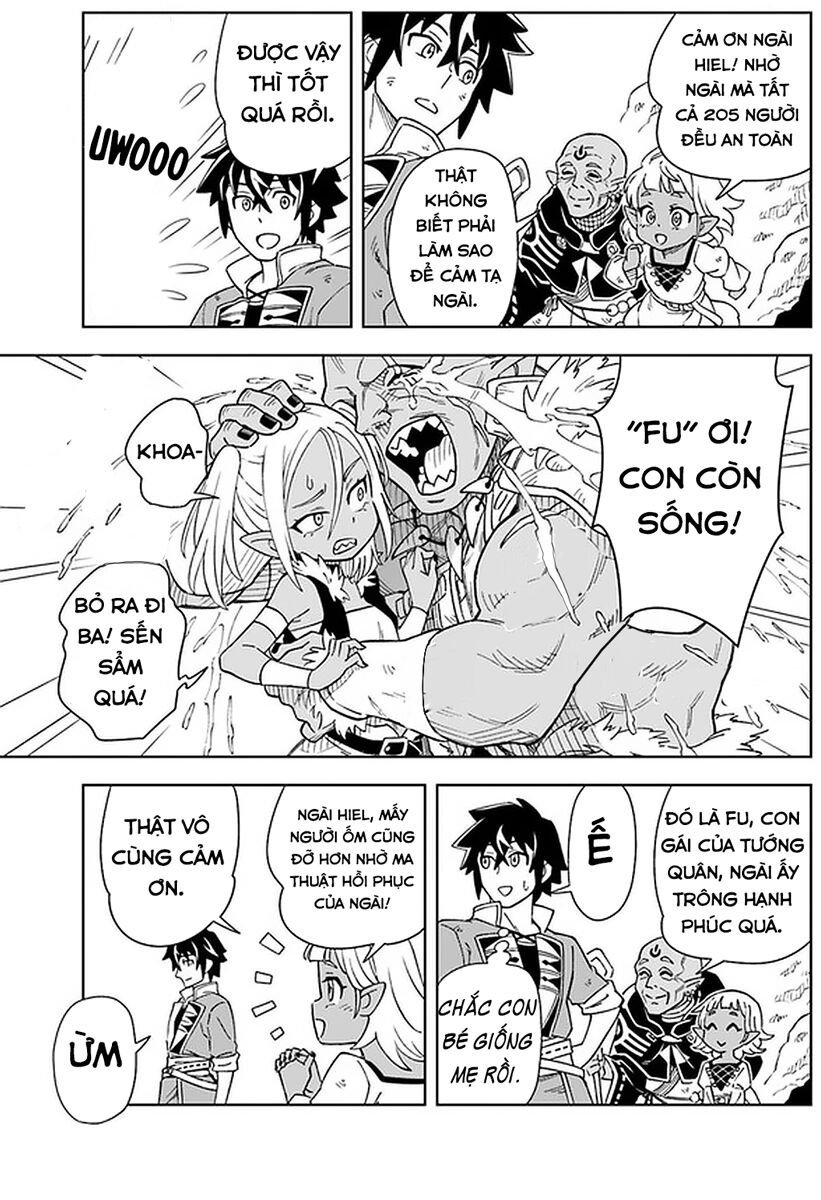 CẢM ƠN NGÀI
HIEL! NHỜ
NGÀI MÀ TẤT
CẢ 205 NGƯỜI
ĐỀU AN TOÀN
THẬT
KHÔNG
BIẾT PHẢI
LÀM SAO
ĐỂ CẢM TẠ
NGÀI.
ĐƯỢC VẬY
THÌ TỐT
QUÁ RỒI.
UWOOO
"FU" ƠI!
CON CÒN
SỐNG!
KHOA-
BỎ RA ĐI
BA! SẾN
SẨM
QUÁ!
ĐÓ LÀ FU, CON
GÁI CỦA TƯỚNG
QUÂN, NGÀI ẤY
TRÔNG HẠNH
PHÚC QUÁ.
Ế
CHẮC CON
BÉ GIỐNG
MẸ RỒI.
NGÀI HIEL, MẤY
NGƯỜI ỐM CŨNG
ĐỠ HƠN NHỜ MA
THUẬT HỒI PHỤC
CỦA NGÀI!
THẬT VÔ
CÙNG CẢM
ƠN.
ỪM